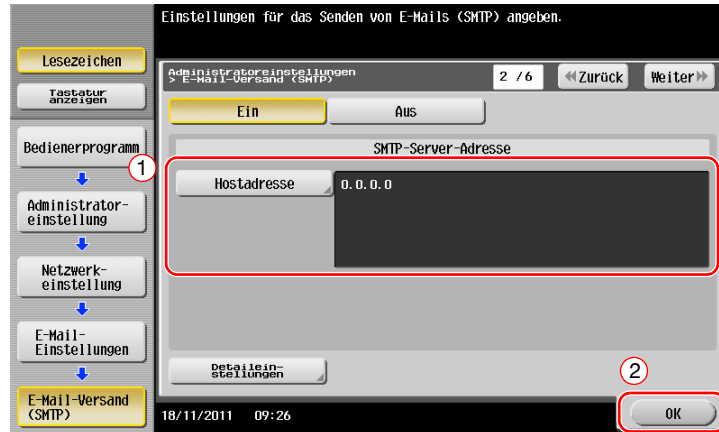 Einstellungen für das Senden von E-Mails (SMTP) angeben.
Lesezeichen
Tastatur
anzeigen
Bedienerprogramm
1
Administrator-
einstellung
Netzwerk-
einstellung
E-Mail-
Einstellungen
E-Mail-Versand
(SMTP)
Administratoreinstellungen
> E-Mail-Versand (SMTP)
2 /6
Zurück
Weiter
Ein
Aus
SMTP-Server-Adresse
Hostadresse
0.0.0.0
Detailein-
stellungen
2
18/11/2011 09:26
OK